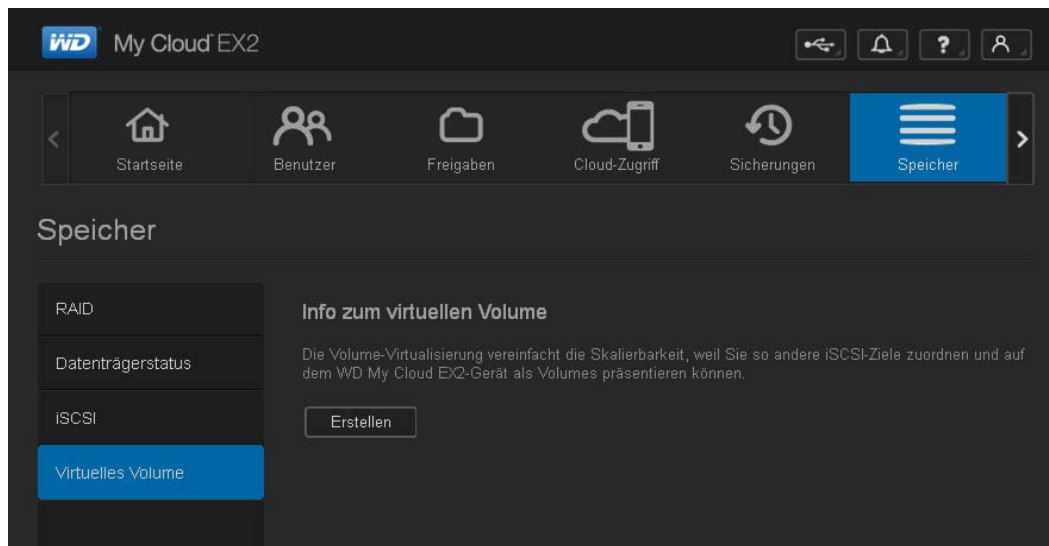 WD My Cloud EX2
?
Startseite
Benutzer
Freigaben
Cloud-Zugriff
Sicherungen
Speicher
Speicher
RAID
Datenträgerstatus
iSCSI
Virtuelles Volume
Info zum virtuellen Volume
Die Volume-Virtualisierung vereinfacht die Skalierbarkeit, weil Sie so andere iSCSI-Ziele zuordnen und auf
dem WD My Cloud EX2-Gerät als Volumes präsentieren können.
Erstellen